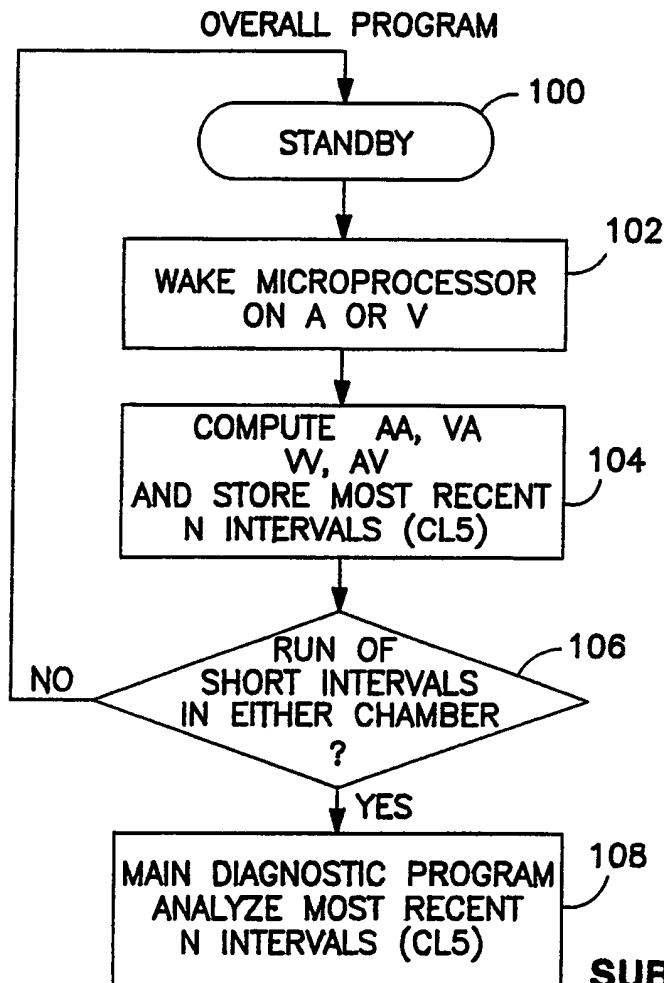 OVERALL PROGRAM
100
STANDBY
102
WAKE MICROPROCESSOR
ON A OR V
COMPUTE AA, VA
VV, AV
AND STORE MOST RECENT
N INTERVALS (CL5)
104
RUN OF
SHORT INTERVALS
IN EITHER CHAMBER
?
106
NO
YES
MAIN DIAGNOSTIC PROGRAM
ANALYZE MOST RECENT
N INTERVALS (CL5)
108
SUB